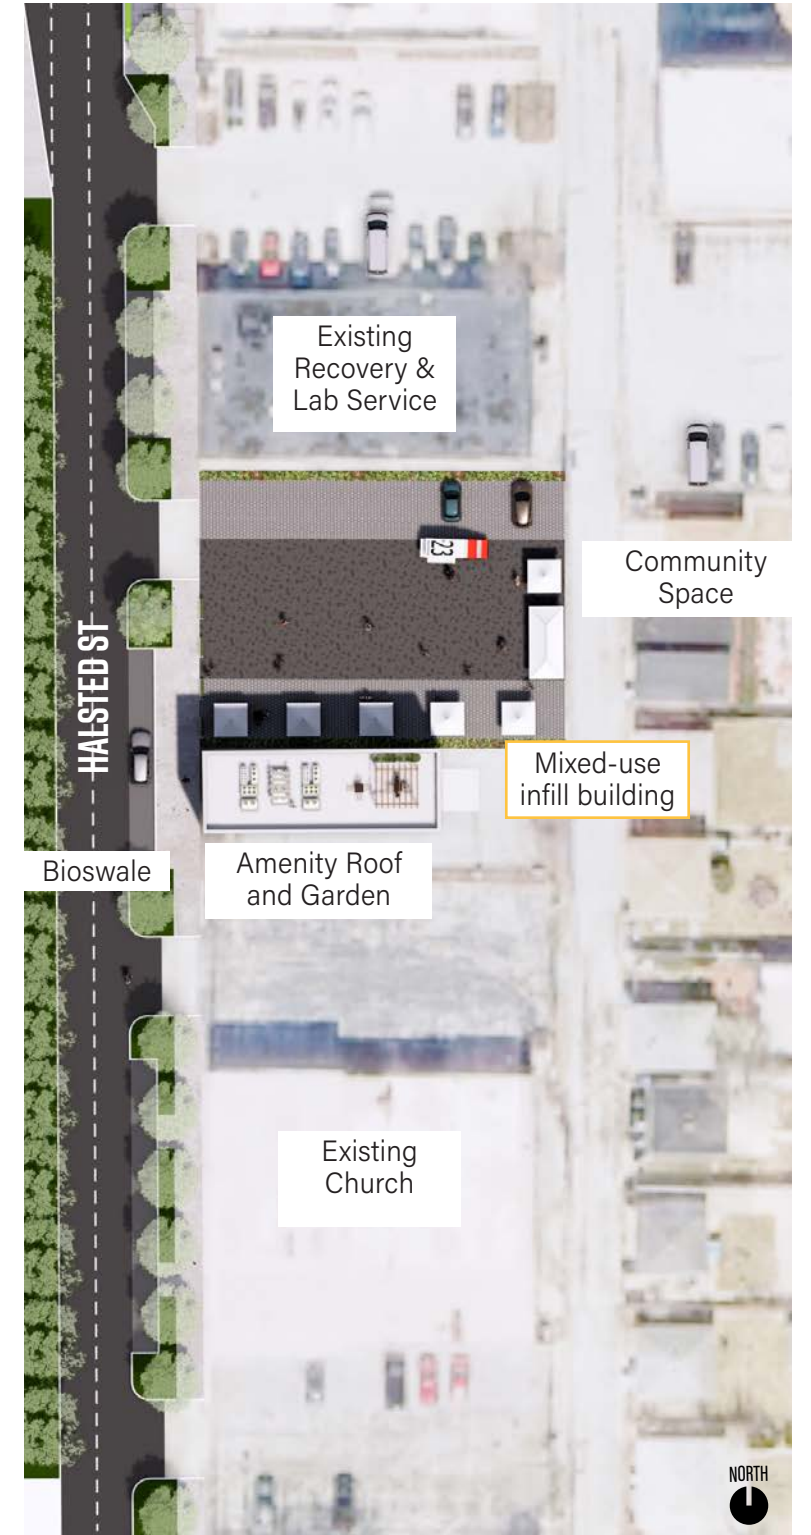 Existing
Recovery &
Lab Service
23
Community
Space
HALSTED ST
Mixed-use
infill building
Bioswale
Amenity Roof
and Garden
Existing
Church
NORTH